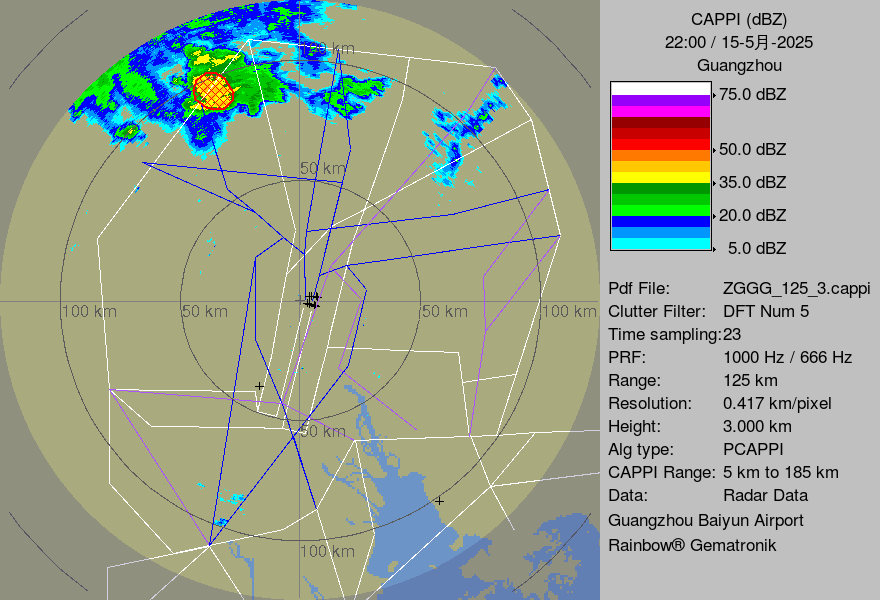 CAPPI (dBZ)
22:00 / 15-5月-2025
Guangzhou
75.0 dBZ
50.0 dBZ
35.0 dBZ
20.0 dBZ
5.0 dBZ
Pdf File: ZGGG_125_3.cappi
Clutter Filter: DFT Num 5
Time sampling:23
PRF: 1000 Hz / 666 Hz
Range: 125 km
Resolution: 0.417 km/pixel
Height: 3.000 km
Alg type: PCAPPI
CAPPI Range: 5 km to 185 km
Data: Radar Data
Guangzhou Baiyun Airport
Rainbow® Gematronik
100 km
50 km
100 km
50 km
50 km
100 km
50 km
100 km